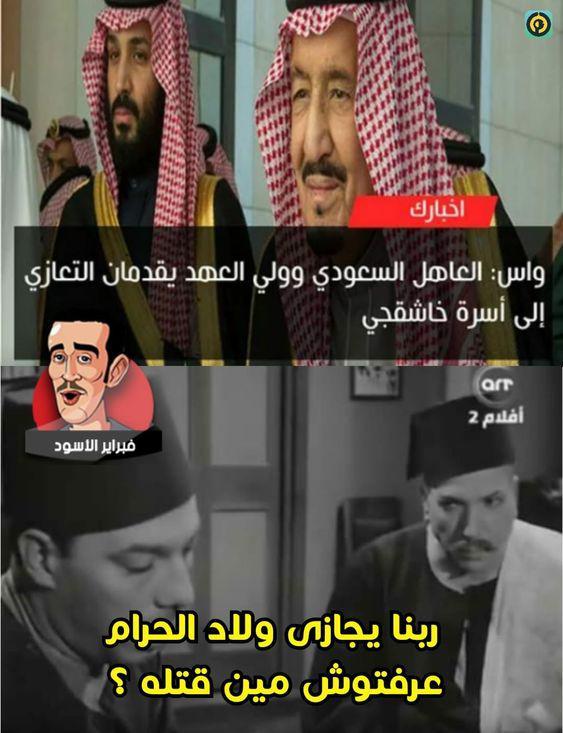 اخبارك
واس: العاهل السعودي وولي العهد يقدمان التعازي
إلى أسرة خاشقجي
فبراير الأسود
art
أفلام 2
ربنا يجازى ولاد الحرام
عرفتوش مين قتله ؟